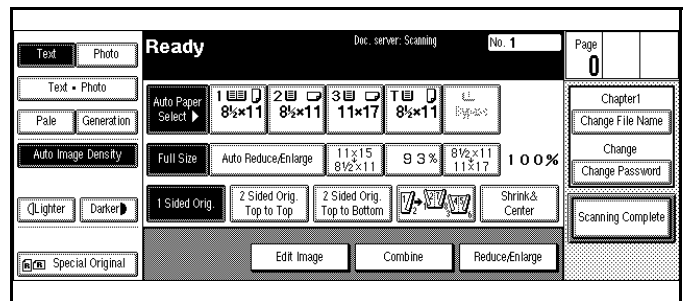 Ready
Doc. server: Scanning
No. 1
Page
0
Text
Photo
Text • Photo
Pale
Generation
Auto Image Density
Lighter
Darker
Special Original
Auto Paper
Select ▶
1
8½×11
2
8½×11
3
11×17
T
8½×11
Bypass
Full Size
Auto Reduce/Enlarge
11×15
8½×11
93%
8½×11
11×17
100%
1 Sided Orig.
2 Sided Orig.
Top to Top
2 Sided Orig.
Top to Bottom
Shrink&
Center
Edit Image
Combine
Reduce/Enlarge
Chapter1
Change File Name
Change
Change Password
Scanning Complete